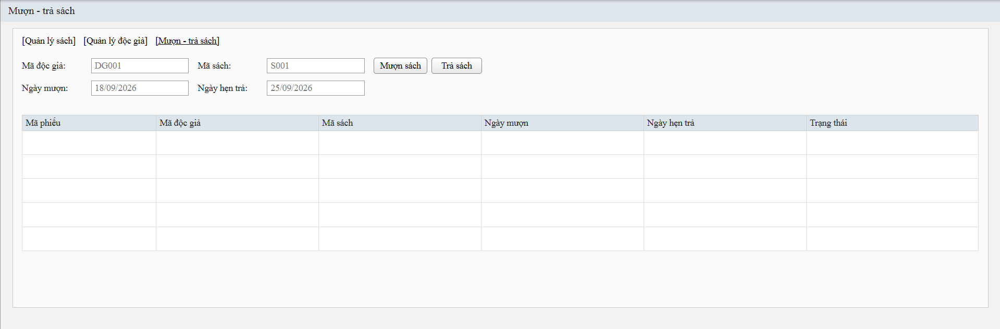 Mượn - trả sách
[Quản lý sách] [Quản lý độc giả] [Mượn - trả sách]
Mã độc giả: DG001 Mã sách: S001 Mượn sách Trả sách
Ngày mượn: 18/09/2026 Ngày hẹn trả: 25/09/2026
Mã phiếu Mã độc giả Mã sách Ngày mượn Ngày hẹn trả Trạng thái